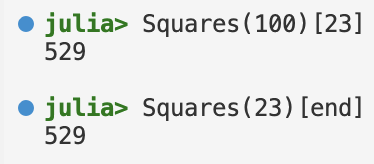 julia> Squares(100)[23]
529
julia> Squares(23)[end]
529